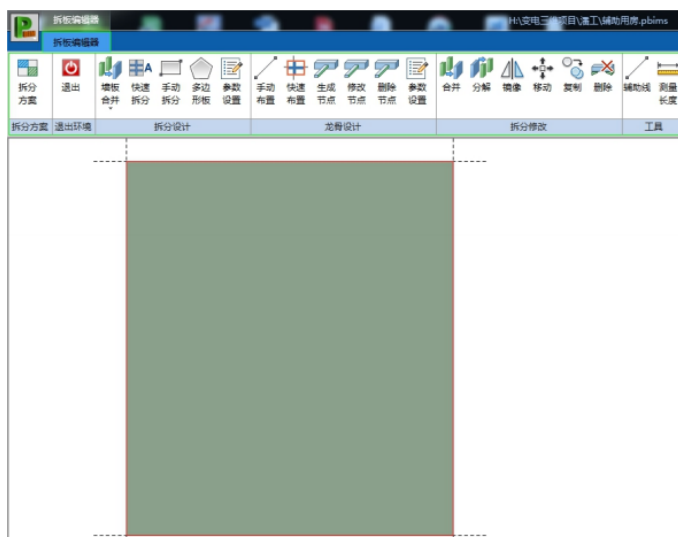 拆板编辑器
H:\变电三维项目\潘工\辅助用房.pbims
拆板编辑器
拆分方案
退出
墙板合并
快速拆分
手动拆分
多边形板
参数设置
手动布置
快速布置
生成节点
修改节点
删除节点
参数设置
合并
分解
镜像
移动
复制
删除
辅助线
测量长度
拆分方案
退出环境
拆分设计
龙骨设计
拆分修改
工具